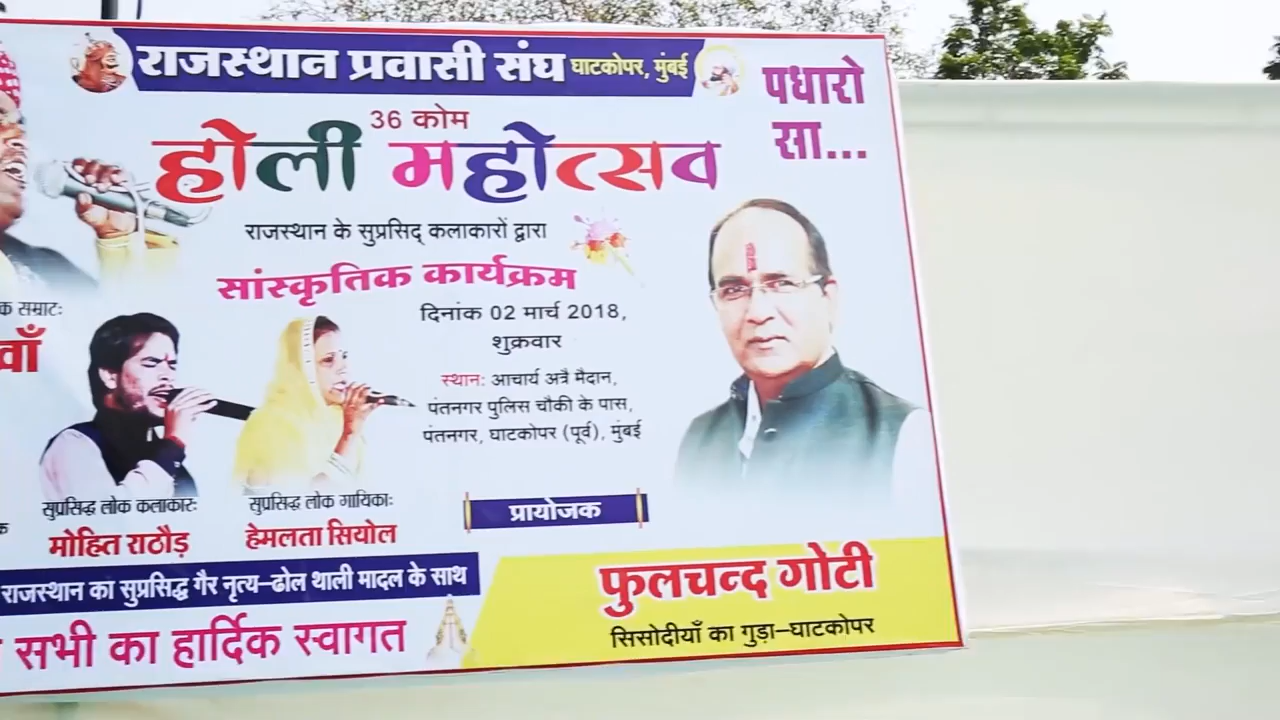 राजस्थान प्रवासी संघ घाटकोपर, मुंबई
पधारो
सा...
36 कोम
होली महोत्सव
राजस्थान के सुप्रसिद् कलाकारों द्वारा
सांस्कृतिक कार्यक्रम
दिनांक 02 मार्च 2018,
शुक्रवार
स्थान: आचार्य अत्रै मैदान,
पंतनगर पुलिस चौकी के पास,
पंतनगर, घाटकोपर (पूर्व), मुंबई
सम्राटः
सुप्रसिद्ध लोक कलाकारः
मोहित राठौड़
सुप्रसिद्ध लोक गायिकाः
हेमलता सियोल
प्रायोजक
फुलचन्द गोटी
सिसोदीयाँ का गुड़ा-घाटकोपर
राजस्थान का सुप्रसिद्ध गैर नृत्य-ढोल थाली मादल के साथ
सभी का हार्दिक स्वागत